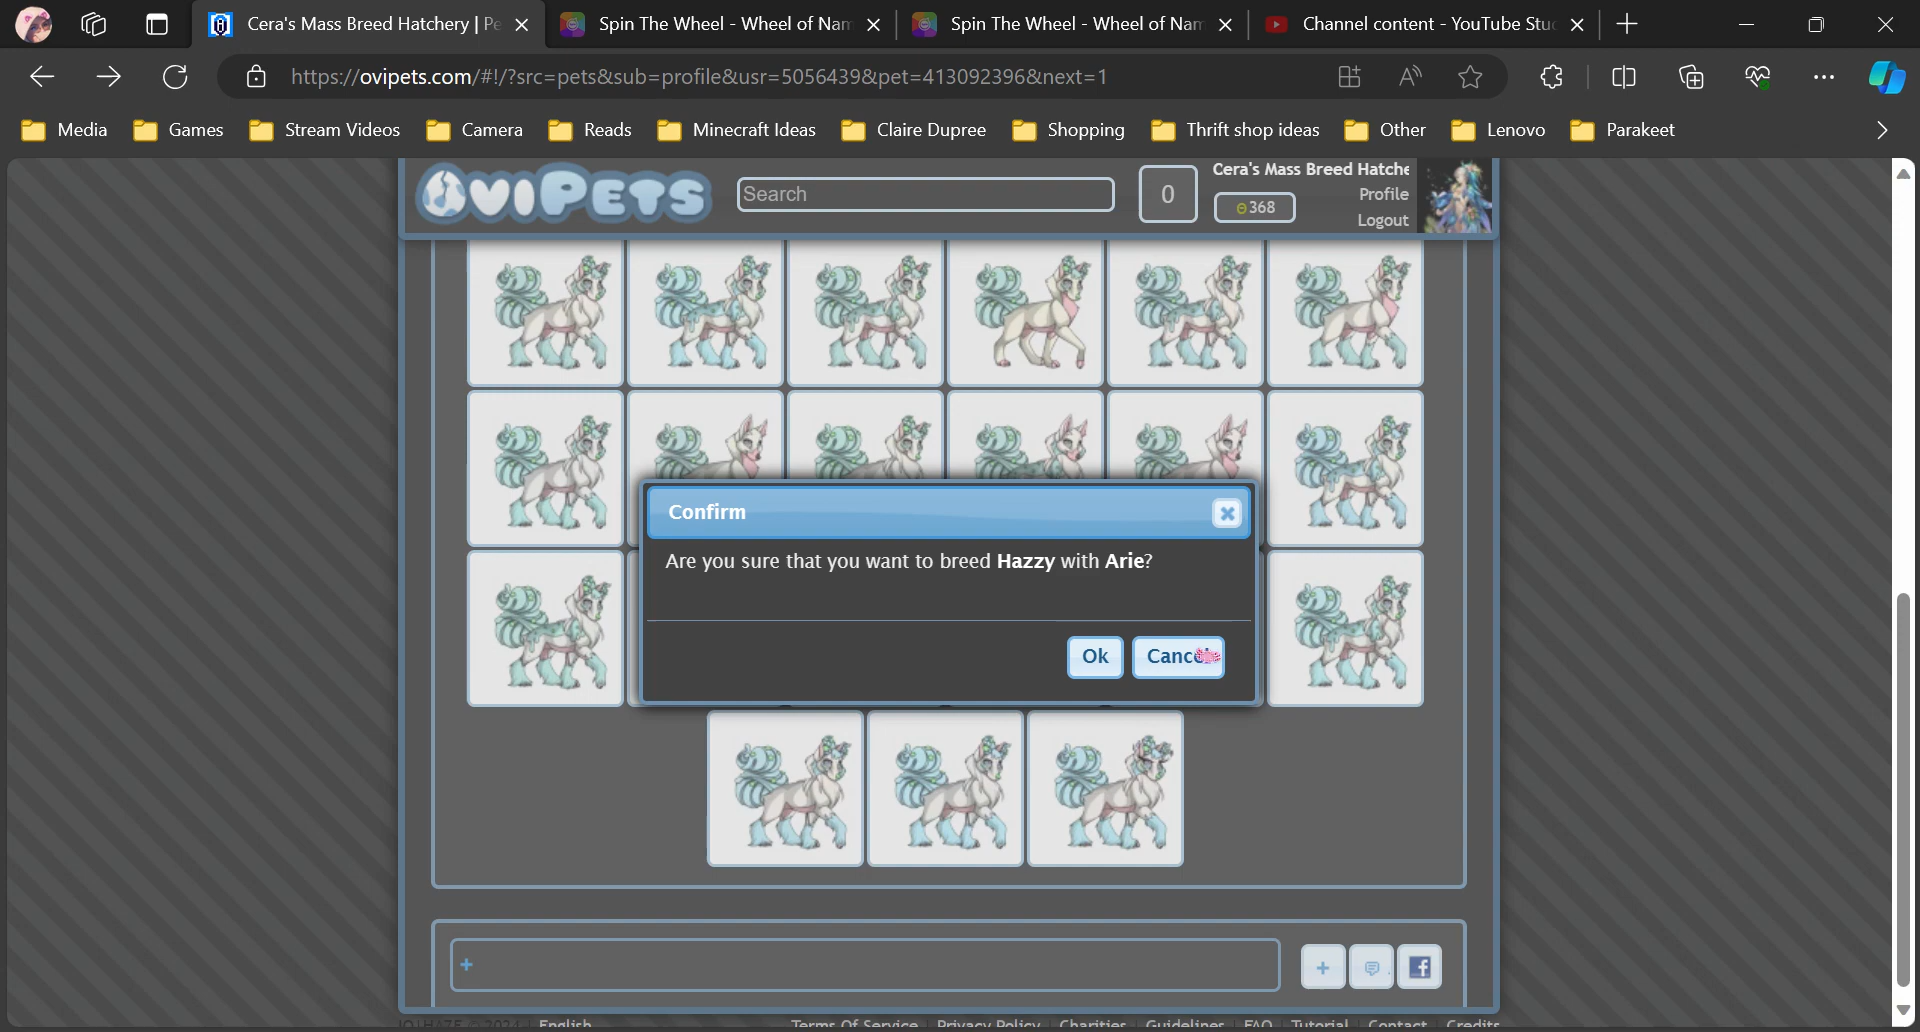 Cera's Mass Breed Hatchery | Pe
Spin The Wheel - Wheel of Nam
Spin The Wheel - Wheel of Nam
Channel content - YouTube Stu
https://ovipets.com/#!/?src=pets&sub=profile&usr=5056439&pet=413092396&next=1
Media
Games
Stream Videos
Camera
Reads
Minecraft Ideas
Claire Dupree
Shopping
Thrift shop ideas
Other
Lenovo
Parakeet
OviPets
Search
0
Cera's Mass Breed Hatche
368
Profile
Logout
Confirm
Are you sure that you want to breed Hazzy with Arie?
Ok
Cancel
English
Terms Of Service
Privacy Policy
Charities
Guidelines
FAQ
Tutorial
Contact
Credits